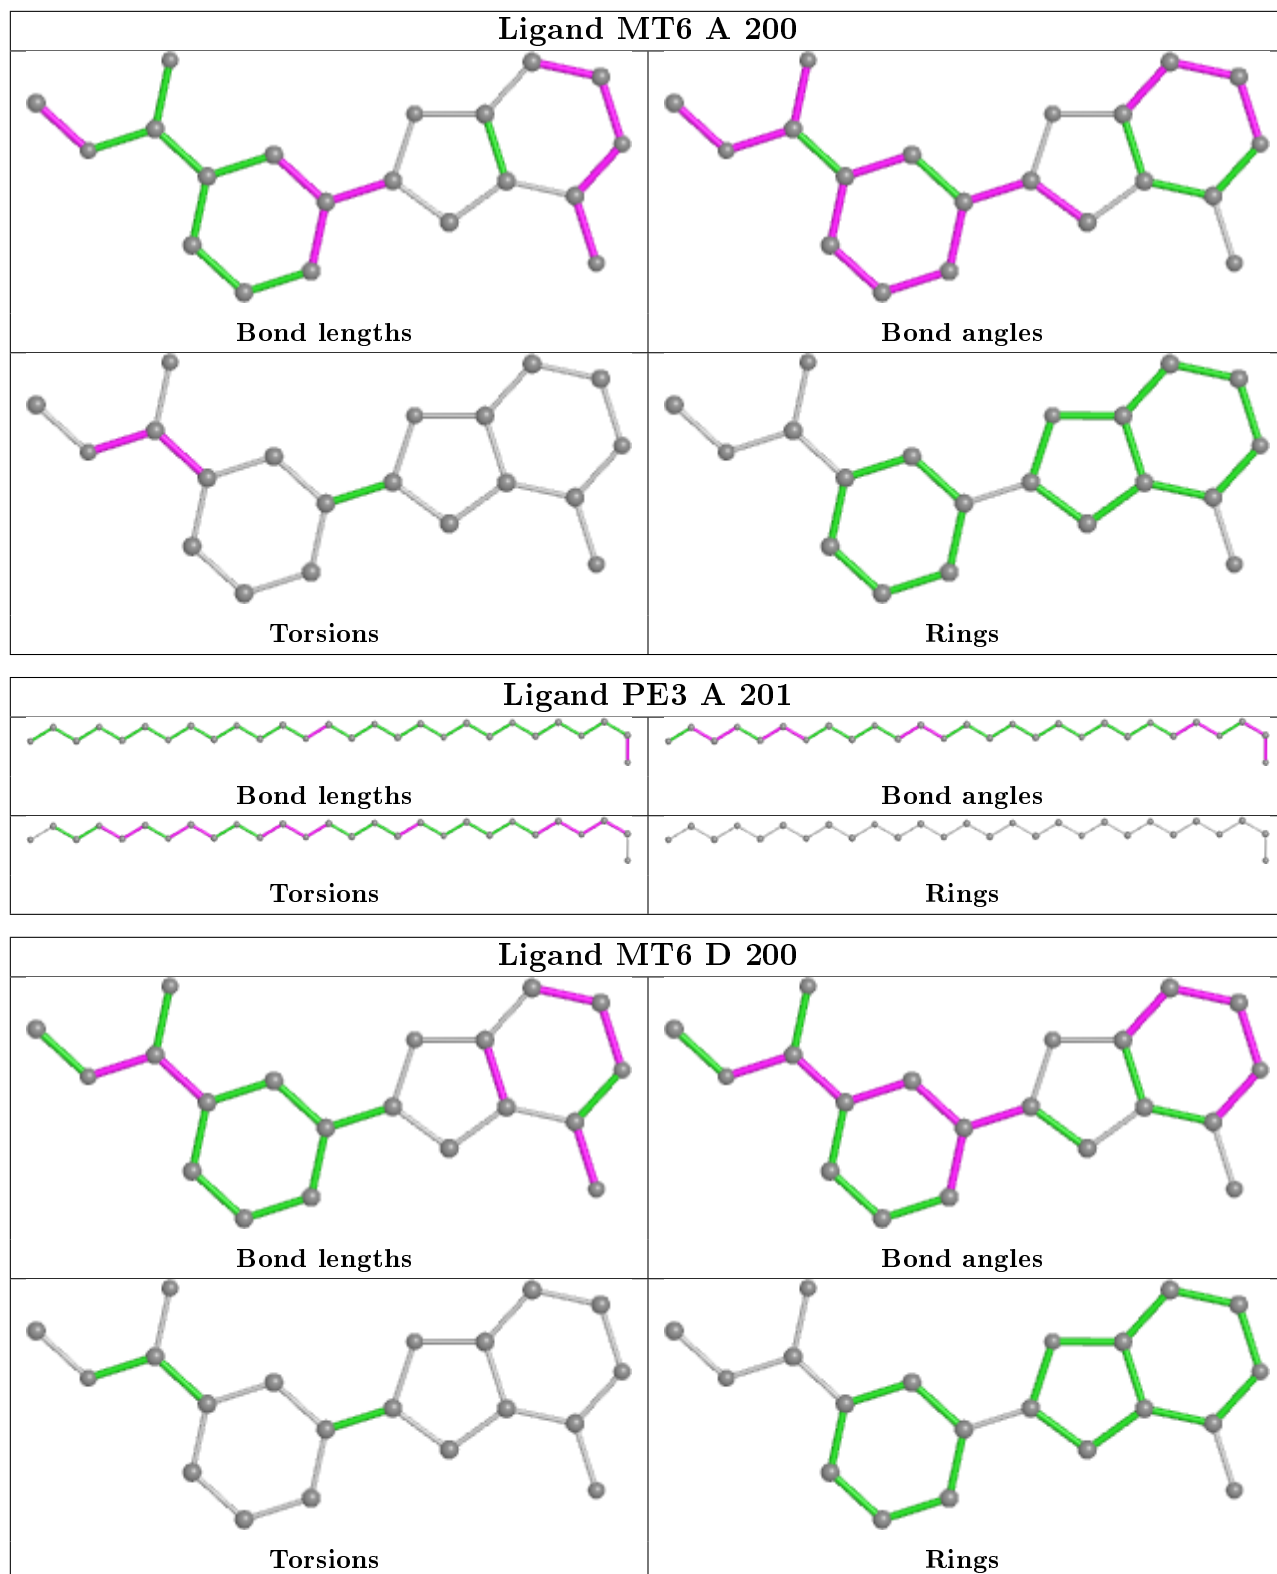 Ligand MT6 A 200
Bond lengths
Bond angles
Torsions
Rings
Ligand PE3 A 201
Bond lengths
Bond angles
Torsions
Rings
Ligand MT6 D 200
Bond lengths
Bond angles
Torsions
Rings